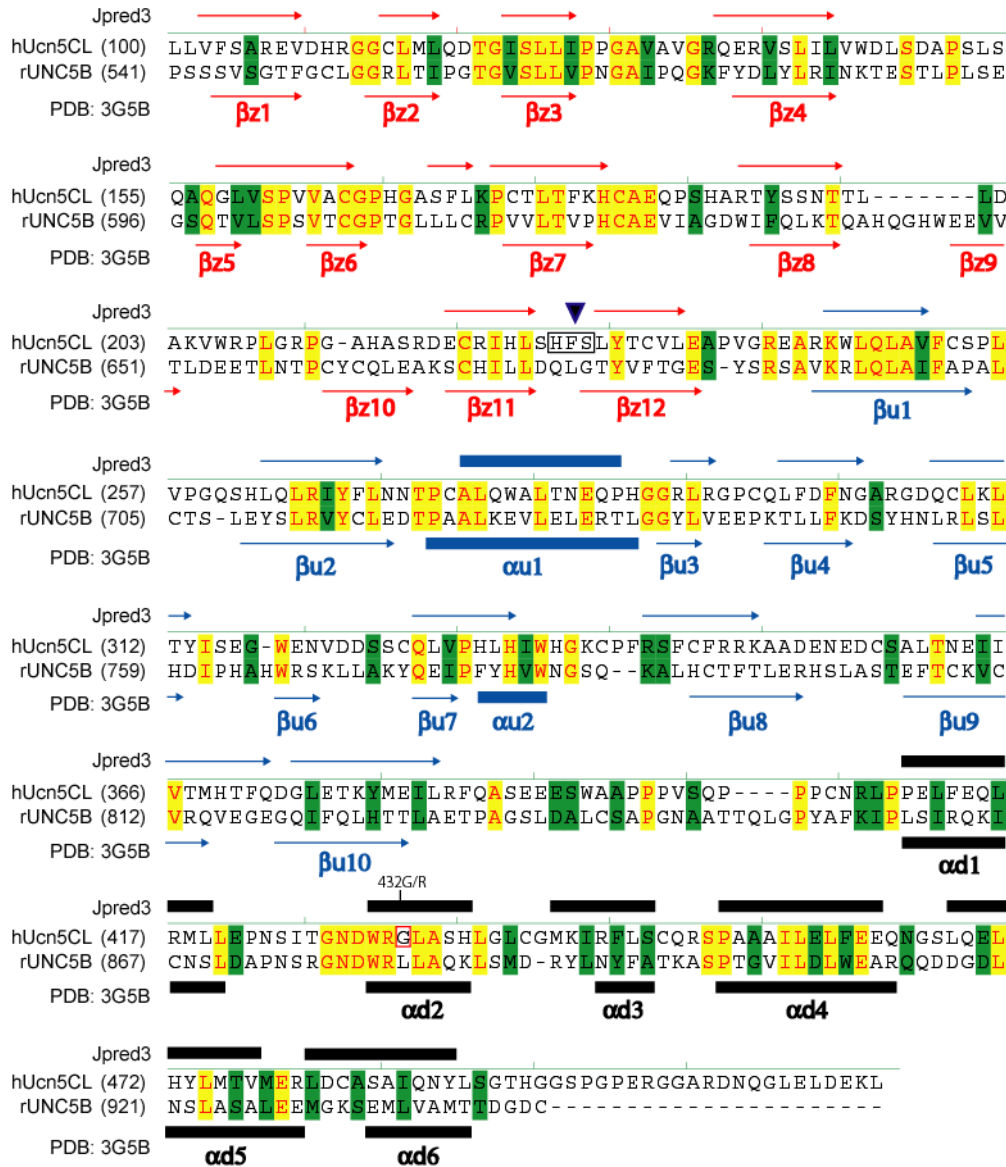 Jpred3
hUcn5CL (100) LLVFSAREVDHRGGCLMLQDTGISLLIPPGAVAVGRQERVSLILVWDLSDAPSLS
rUNC5B (541) PSSSVSGTFGCLGGRLTIPGTGVSLLVPNGAIPQGKFYDLYLRINKTESTLPLSE
PDB: 3G5B βz1 βz2 βz3 βz4
Jpred3
hUcn5CL (155) QAQGLVSPVVACGPHGASFLKPCTLTFKHCAEQPSHARTYSSNTTL-------LD
rUNC5B (596) GSQTVLSPSVTCGPTGLLLCRPVVLTVPHCAEVIAGDWIFQLKTQAHQGHWEEVV
PDB: 3G5B βz5 βz6 βz7 βz8 βz9
Jpred3
hUcn5CL (203) AKVWRPLGRPG-AHASRDECRIHLSHFSLYTCVLEAPVGREARKWLQLAVFCSPL
rUNC5B (651) TLDEETLNTPCYCQLEAKSCHILLDQLGTYVFTGES-YSRSAVKRLQLAIFAPAL
PDB: 3G5B βz10 βz11 βz12 βu1
Jpred3
hUcn5CL (257) VPGQSHLQLRIYFLNNTPCALQWALTNEQPHGGRLRGPCQLFDFNGARGDQCLKL
rUNC5B (705) CTS-LEYSLRVYCLEDTPAALKEVLELERTLGGYLVEEPKTLLFKDSYHNLRLSL
PDB: 3G5B βu2 αu1 βu3 βu4 βu5
Jpred3
hUcn5CL (312) TYISEG-WENVDDSSCQLVPHLHIWHGKCPFRSFCFRRKAADENEDCSALTNEII
rUNC5B (759) HDIPHAHWRSKLLAKYQEIPFYHVWNGSQ--KALHCTFTLERHSLASTEFTCKVC
PDB: 3G5B βu6 βu7 αu2 βu8 βu9
Jpred3
hUcn5CL (366) VTMHTFQDGLETKYMEILRFQASEEESWAAPPPVSQP----PPCNRLPPELFEQL
rUNC5B (812) VRQVEGEGQIFQLHTTLAETPAGSLDALCSAPGNAATTQLGPYAFKIPLSIRQKI
PDB: 3G5B βu10 αd1
432G/R
Jpred3
hUcn5CL (417) RMLLEPNSITGNDWRGLASHLGLCGMKIRFLSCQRSPAAAILELFEEQNGSLQEL
rUNC5B (867) CNSLDAPNSRGNDWRLLAQKLSMD-RYLNYFATKASPTGVILDLWEARQQDDGDL
PDB: 3G5B αd2 αd3 αd4
Jpred3
hUcn5CL (472) HYLMTVMERLDCASAIQNYLSGTHGGSPGPERGGARDNQGLELDEKL
rUNC5B (921) NSLASALEEMGKSEMLVAMTTDGDC----------------------
PDB: 3G5B αd5 αd6